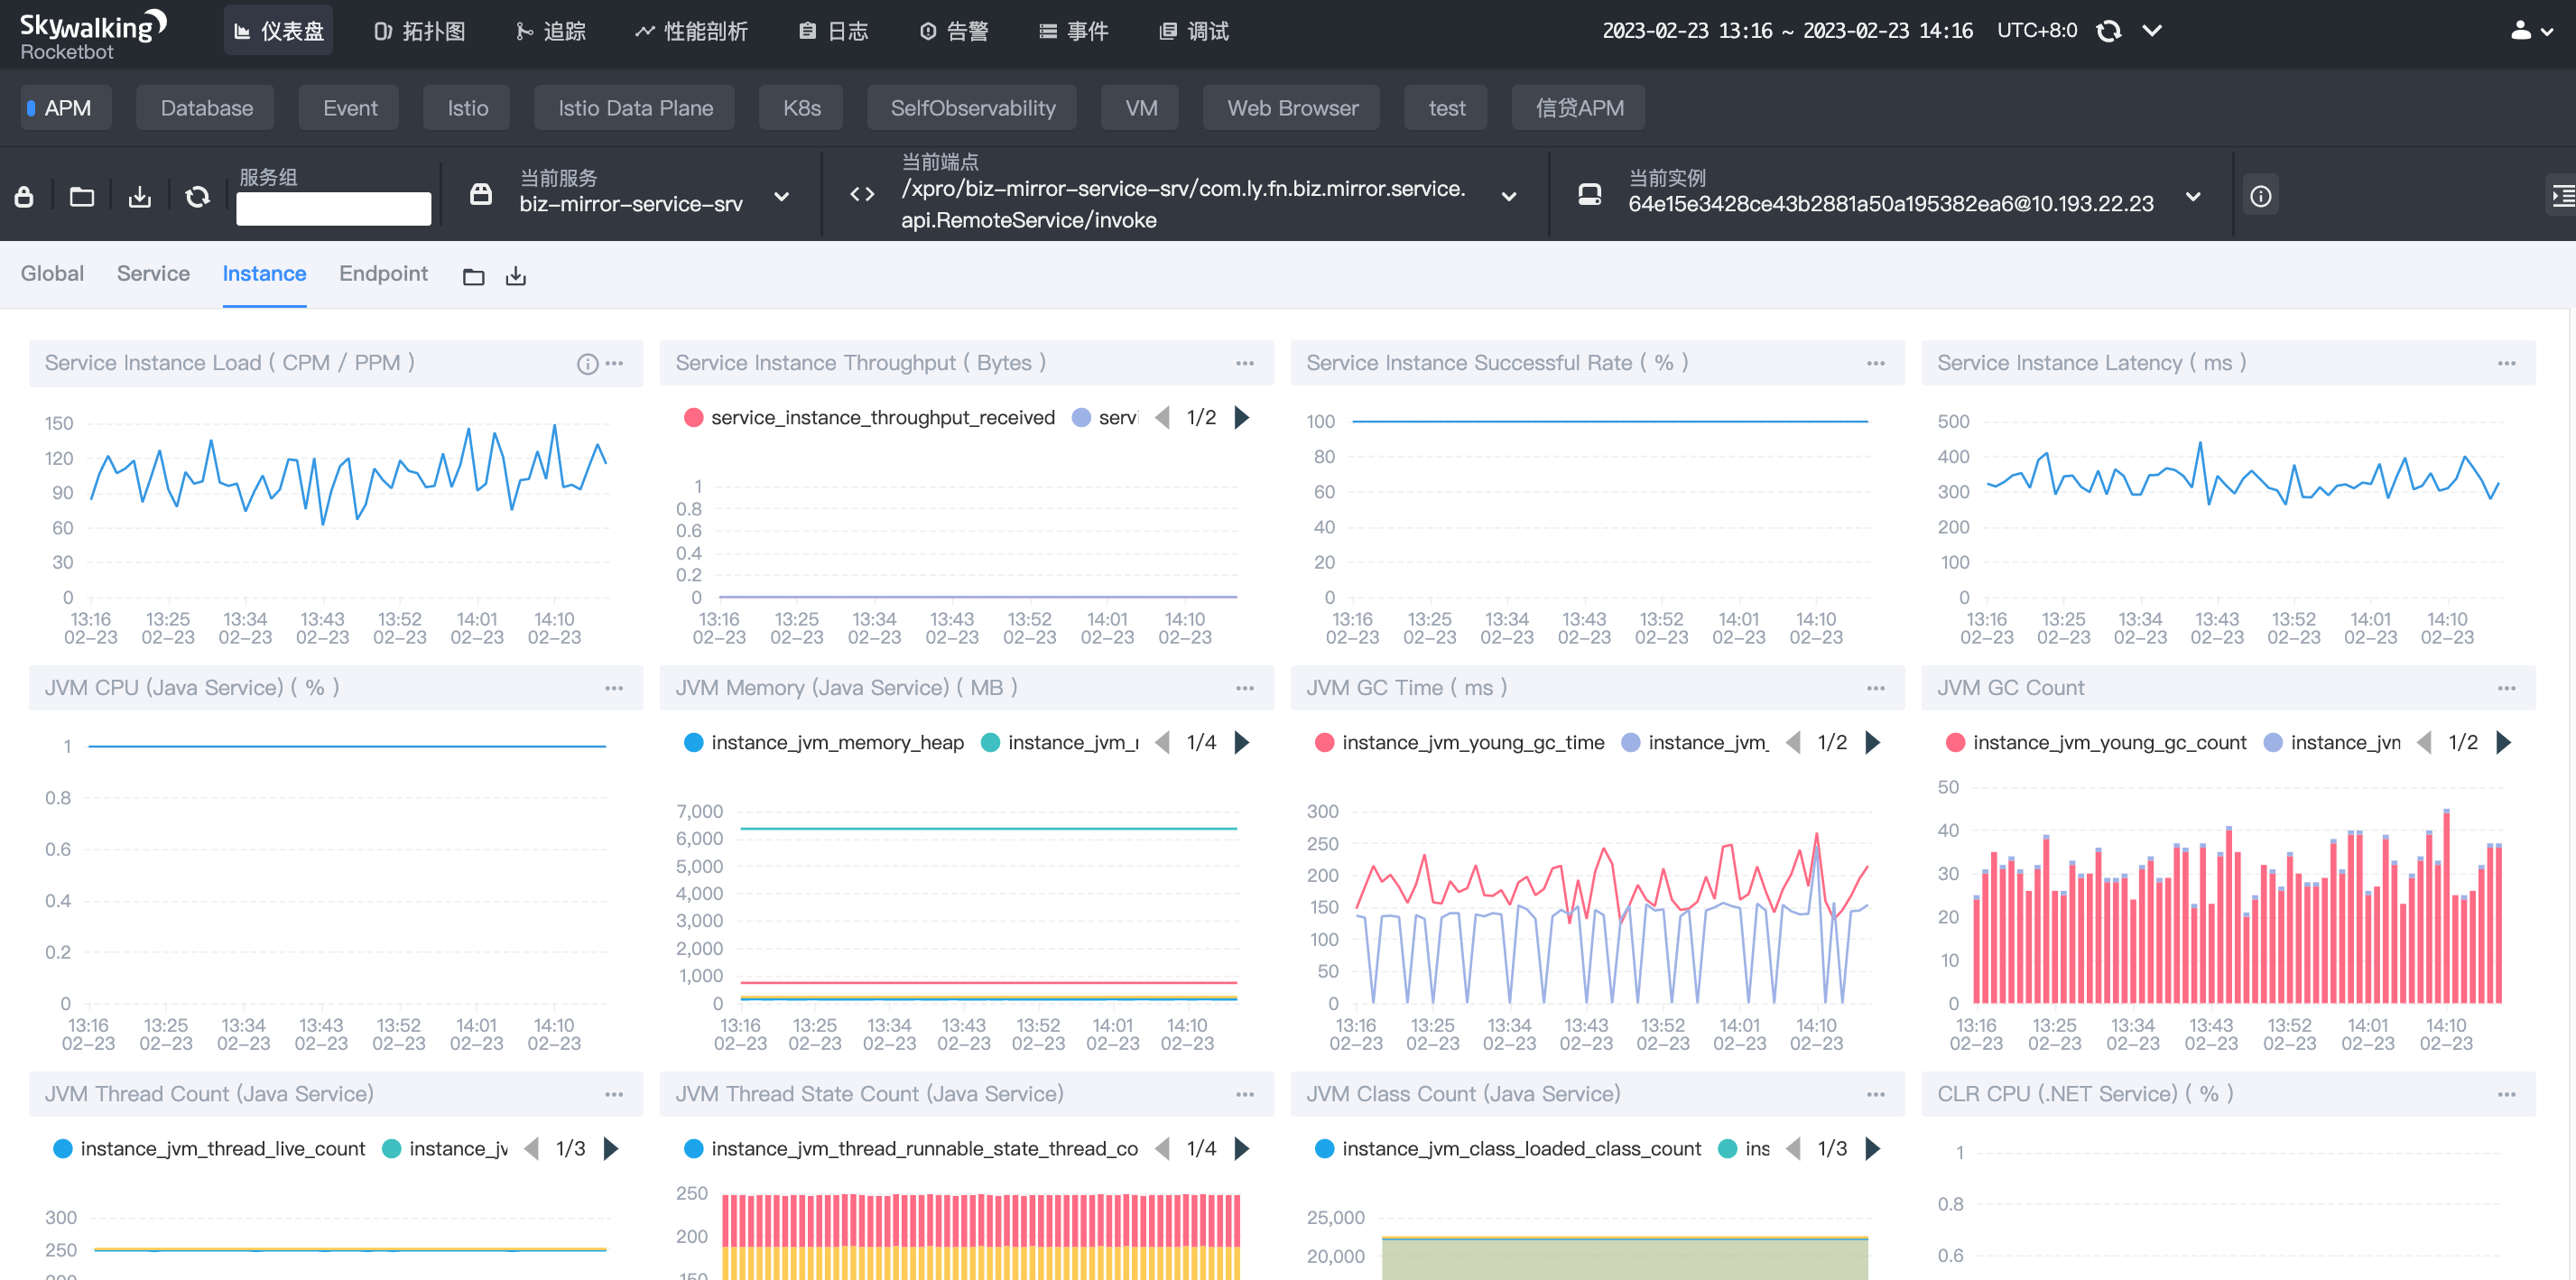 Skywalking
Rocketbot
仪表盘
拓扑图
追踪
性能剖析
日志
告警
事件
调试
2023-02-23 13:16 ~ 2023-02-23 14:16
UTC+8:0
APM
Database
Event
Istio
Istio Data Plane
K8s
SelfObservability
VM
Web Browser
test
信贷APM
服务组
当前服务
biz-mirror-service-srv
当前端点
/xpro/biz-mirror-service-srv/com.ly.fn.biz.mirror.service.
api.RemoteService/invoke
当前实例
64e15e3428ce43b2881a50a195382ea6@10.193.22.23
Global
Service
Instance
Endpoint
Service Instance Load ( CPM / PPM )
150
120
90
60
30
0
13:16 13:25 13:34 13:43 13:52 14:01 14:10
02-23 02-23 02-23 02-23 02-23 02-23 02-23
Service Instance Throughput ( Bytes )
service_instance_throughput_received servi 1/2
1
0.8
0.6
0.4
0.2
0
13:16 13:25 13:34 13:43 13:52 14:01 14:10
02-23 02-23 02-23 02-23 02-23 02-23 02-23
Service Instance Successful Rate ( % )
100
80
60
40
20
0
13:16 13:25 13:34 13:43 13:52 14:01 14:10
02-23 02-23 02-23 02-23 02-23 02-23 02-23
Service Instance Latency ( ms )
500
400
300
200
100
0
13:16 13:25 13:34 13:43 13:52 14:01 14:10
02-23 02-23 02-23 02-23 02-23 02-23 02-23
JVM CPU (Java Service) ( % )
1
0.8
0.6
0.4
0.2
0
13:16 13:25 13:34 13:43 13:52 14:01 14:10
02-23 02-23 02-23 02-23 02-23 02-23 02-23
JVM Memory (Java Service) ( MB )
instance_jvm_memory_heap instance_jvm_ 1/4
7,000
6,000
5,000
4,000
3,000
2,000
1,000
0
13:16 13:25 13:34 13:43 13:52 14:01 14:10
02-23 02-23 02-23 02-23 02-23 02-23 02-23
JVM GC Time ( ms )
instance_jvm_young_gc_time instance_jvm_ 1/2
300
250
200
150
100
50
0
13:16 13:25 13:34 13:43 13:52 14:01 14:10
02-23 02-23 02-23 02-23 02-23 02-23 02-23
JVM GC Count
instance_jvm_young_gc_count instance_jvm 1/2
50
40
30
20
10
0
13:16 13:25 13:34 13:43 13:52 14:01 14:10
02-23 02-23 02-23 02-23 02-23 02-23 02-23
JVM Thread Count (Java Service)
instance_jvm_thread_live_count instance_jv 1/3
300
250
JVM Thread State Count (Java Service)
instance_jvm_thread_runnable_state_thread_co 1/4
250
200
150
JVM Class Count (Java Service)
instance_jvm_class_loaded_class_count ins 1/3
25,000
20,000
CLR CPU (.NET Service) ( % )
1
0.8
0.6